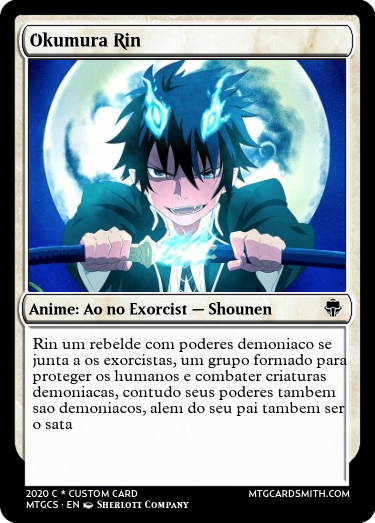 Okumura Rin
Anime: Ao no Exorcist — Shounen
Rin um rebelde com poderes demoniaco se
junta a os exorcistas, um grupo formado para
proteger os humanos e combater criaturas
demoniacas, contudo seus poderes tambem
sao demoniacos, alem do seu pai tambem ser
o sata
2020 C * CUSTOM CARD
MTGCARDSMITH.COM
MTGCS · EN SHERLOTT COMPANY